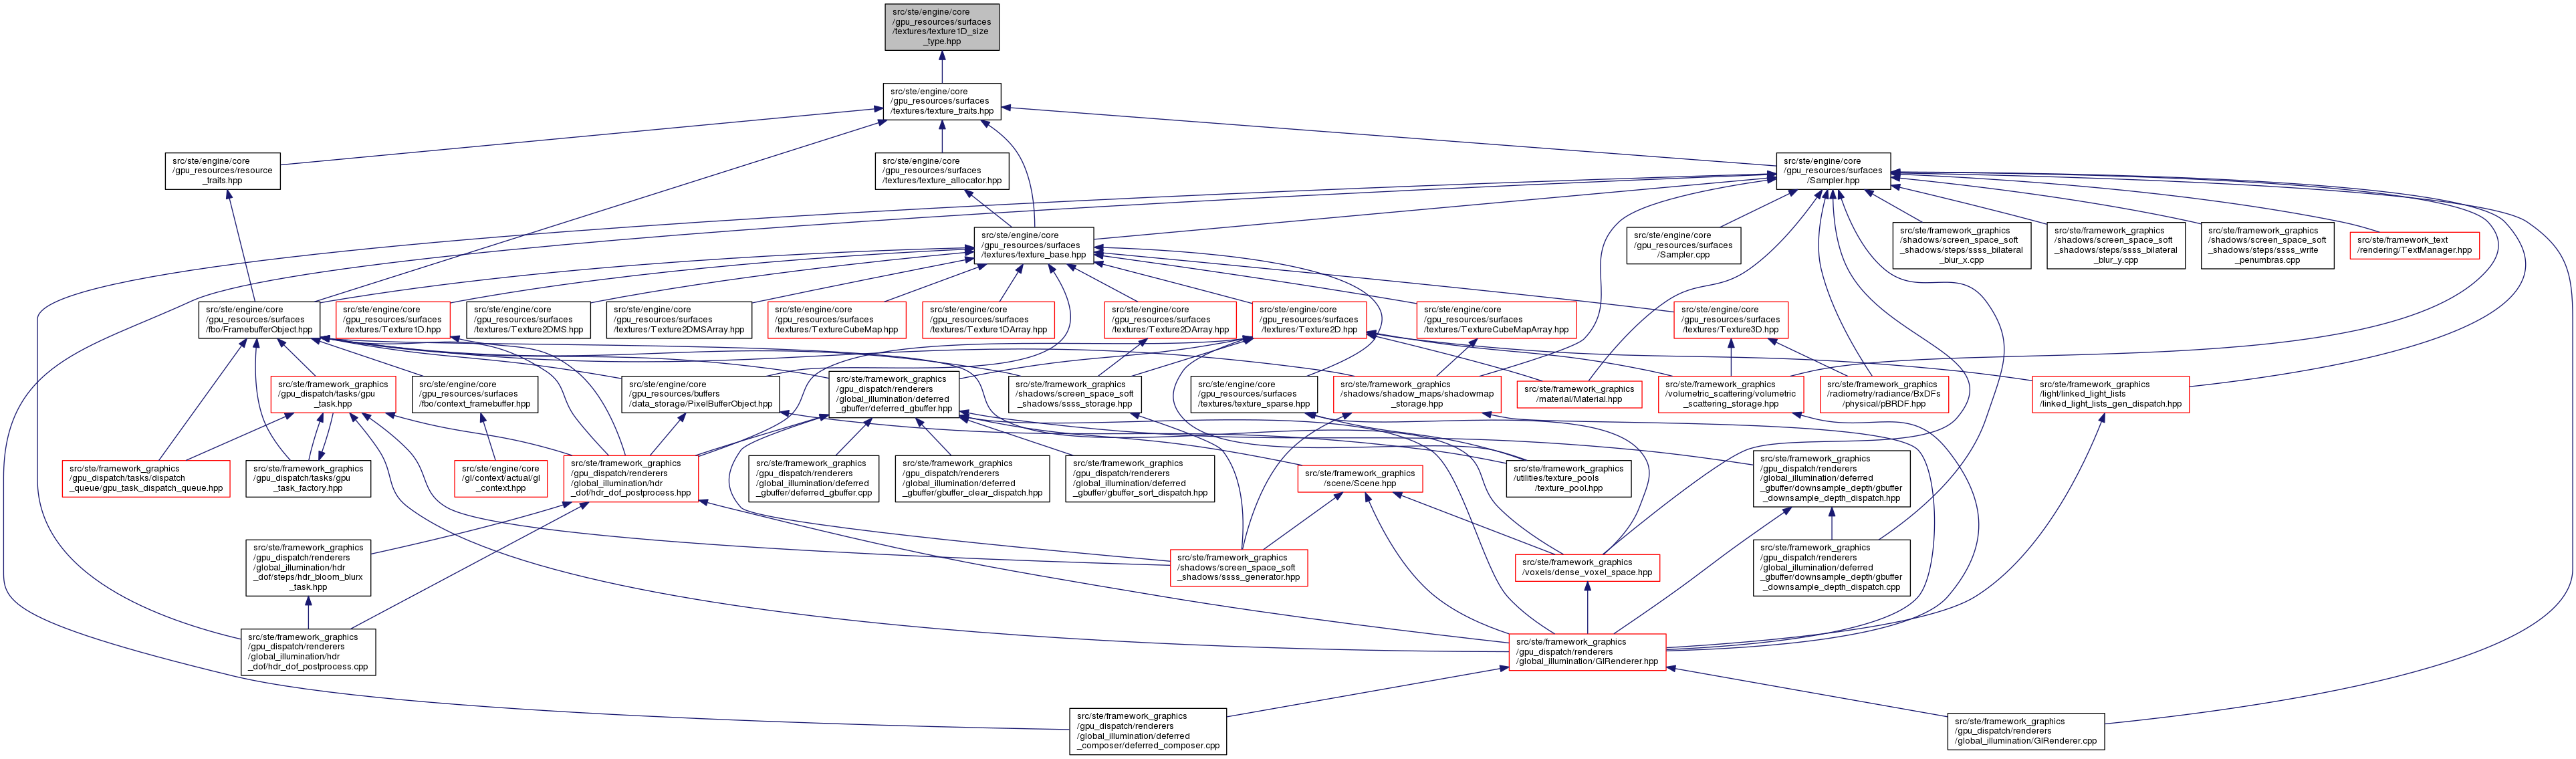 src/ste/engine/core
/gpu_resources/surfaces
/textures/texture1D_size
_type.hpp
src/ste/engine/core
/gpu_resources/surfaces
/textures/texture_traits.hpp
src/ste/engine/core
/gpu_resources/resource
_traits.hpp
src/ste/engine/core
/gpu_resources/surfaces
/textures/texture_allocator.hpp
src/ste/engine/core
/gpu_resources/surfaces
/Sampler.hpp
src/ste/engine/core
/gpu_resources/surfaces
/textures/texture_base.hpp
src/ste/engine/core
/gpu_resources/surfaces
/Sampler.cpp
src/ste/framework_graphics
/shadows/screen_space_soft
_shadows/steps/ssss_bilateral
_blur_x.cpp
src/ste/framework_graphics
/shadows/screen_space_soft
_shadows/steps/ssss_bilateral
_blur_y.cpp
src/ste/framework_graphics
/shadows/screen_space_soft
_shadows/steps/ssss_write
_penumbras.cpp
src/ste/framework_text
/rendering/TextManager.hpp
src/ste/engine/core
/gpu_resources/surfaces
/fbo/FramebufferObject.hpp
src/ste/engine/core
/gpu_resources/surfaces
/textures/Texture1D.hpp
src/ste/engine/core
/gpu_resources/surfaces
/textures/Texture2DMS.hpp
src/ste/engine/core
/gpu_resources/surfaces
/textures/Texture2DMSArray.hpp
src/ste/engine/core
/gpu_resources/surfaces
/textures/TextureCubeMap.hpp
src/ste/engine/core
/gpu_resources/surfaces
/textures/Texture1DArray.hpp
src/ste/engine/core
/gpu_resources/surfaces
/textures/Texture2DArray.hpp
src/ste/engine/core
/gpu_resources/surfaces
/textures/Texture2D.hpp
src/ste/engine/core
/gpu_resources/surfaces
/textures/TextureCubeMapArray.hpp
src/ste/engine/core
/gpu_resources/surfaces
/textures/Texture3D.hpp
src/ste/framework_graphics
/gpu_dispatch/tasks/gpu
_task.hpp
src/ste/engine/core
/gpu_resources/surfaces
/fbo/context_framebuffer.hpp
src/ste/engine/core
/gpu_resources/buffers
/data_storage/PixelBufferObject.hpp
src/ste/framework_graphics
/gpu_dispatch/renderers
/global_illumination/deferred
_gbuffer/deferred_gbuffer.hpp
src/ste/framework_graphics
/shadows/screen_space_soft
_shadows/ssss_storage.hpp
src/ste/engine/core
/gpu_resources/surfaces
/textures/texture_sparse.hpp
src/ste/framework_graphics
/shadows/shadow_maps/shadowmap
_storage.hpp
src/ste/framework_graphics
/material/Material.hpp
src/ste/framework_graphics
/volumetric_scattering/volumetric
_scattering_storage.hpp
src/ste/framework_graphics
/radiometry/radiance/BxDFs
/physical/pBRDF.hpp
src/ste/framework_graphics
/light/linked_light_lists
/linked_light_lists_gen_dispatch.hpp
src/ste/framework_graphics
/gpu_dispatch/tasks/dispatch
_queue/gpu_task_dispatch_queue.hpp
src/ste/framework_graphics
/gpu_dispatch/tasks/gpu
_task_factory.hpp
src/ste/engine/core
/gl/context/actual/gl
_context.hpp
src/ste/framework_graphics
/gpu_dispatch/renderers
/global_illumination/hdr
_dof/hdr_dof_postprocess.hpp
src/ste/framework_graphics
/gpu_dispatch/renderers
/global_illumination/deferred
_gbuffer/deferred_gbuffer.cpp
src/ste/framework_graphics
/gpu_dispatch/renderers
/global_illumination/deferred
_gbuffer/gbuffer_clear_dispatch.hpp
src/ste/framework_graphics
/gpu_dispatch/renderers
/global_illumination/deferred
_gbuffer/gbuffer_sort_dispatch.hpp
src/ste/framework_graphics
/scene/Scene.hpp
src/ste/framework_graphics
/utilities/texture_pools
/texture_pool.hpp
src/ste/framework_graphics
/gpu_dispatch/renderers
/global_illumination/deferred
_gbuffer/downsample_depth/gbuffer
_downsample_depth_dispatch.hpp
src/ste/framework_graphics
/gpu_dispatch/renderers
/global_illumination/hdr
_dof/steps/hdr_bloom_blurx
_task.hpp
src/ste/framework_graphics
/shadows/screen_space_soft
_shadows/ssss_generator.hpp
src/ste/framework_graphics
/voxels/dense_voxel_space.hpp
src/ste/framework_graphics
/gpu_dispatch/renderers
/global_illumination/deferred
_gbuffer/downsample_depth/gbuffer
_downsample_depth_dispatch.cpp
src/ste/framework_graphics
/gpu_dispatch/renderers
/global_illumination/hdr
_dof/hdr_dof_postprocess.cpp
src/ste/framework_graphics
/gpu_dispatch/renderers
/global_illumination/GIRenderer.hpp
src/ste/framework_graphics
/gpu_dispatch/renderers
/global_illumination/deferred
_composer/deferred_composer.cpp
src/ste/framework_graphics
/gpu_dispatch/renderers
/global_illumination/GIRenderer.cpp